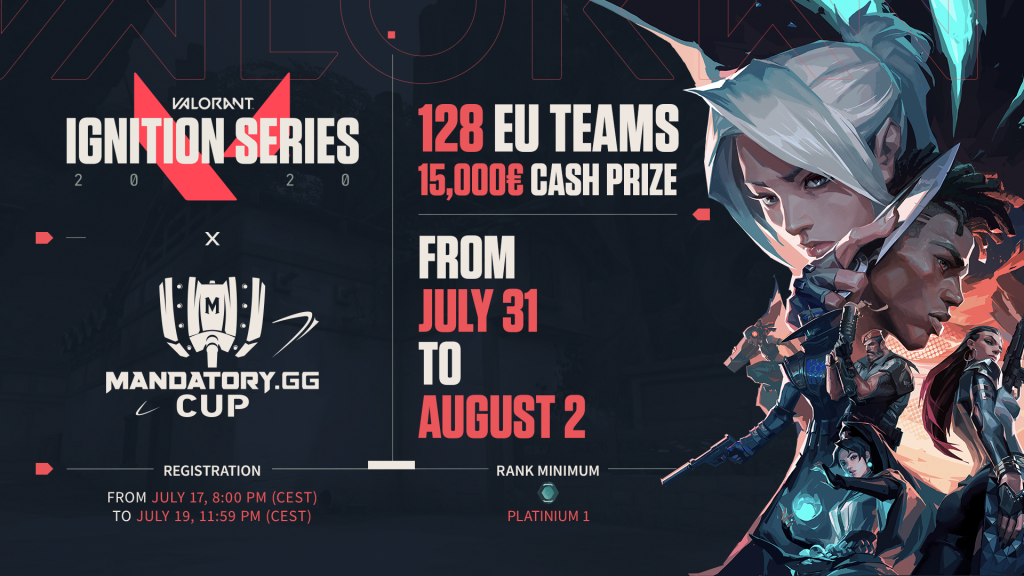 VALORANT
VALORANT
IGNITION SERIES
2 0 2 0
X
M
MANDATORY.GG
CUP
128 EU TEAMS
15,000€ CASH PRIZE
FROM
JULY 31
TO
AUGUST 2
REGISTRATION
FROM JULY 17, 8:00 PM (CEST)
TO JULY 19, 11:59 PM (CEST)
RANK MINIMUM
PLATINIUM 1